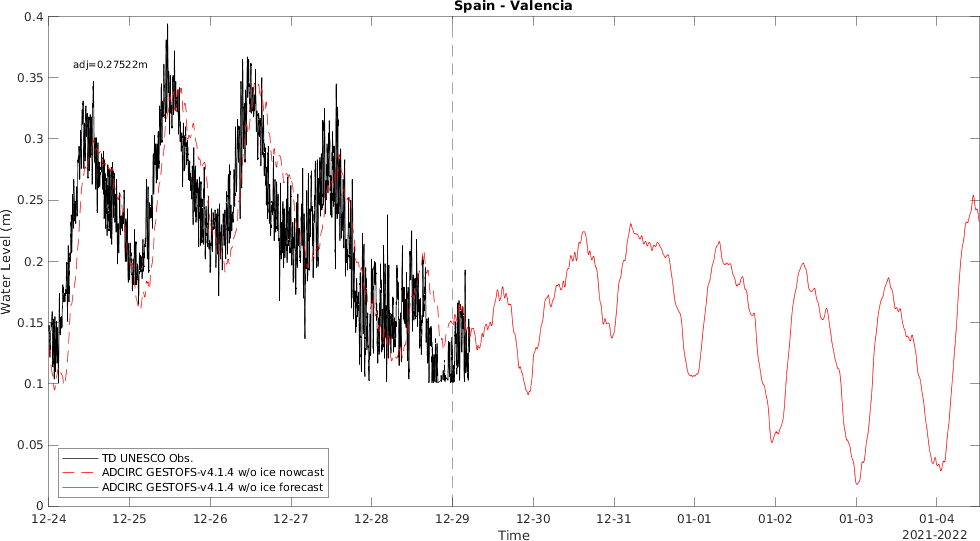 Spain - Valencia
0.4
0.35
0.3
0.25
0.2
0.15
0.1
0.05
0
Water Level (m)
adj=0.27522m
TD UNESCO Obs.
ADCIRC GESTOFS-v4.1.4 w/o ice nowcast
ADCIRC GESTOFS-v4.1.4 w/o ice forecast
12-24 12-25 12-26 12-27 12-28 12-29 12-30 12-31 01-01 01-02 01-03 01-04
Time
2021-2022